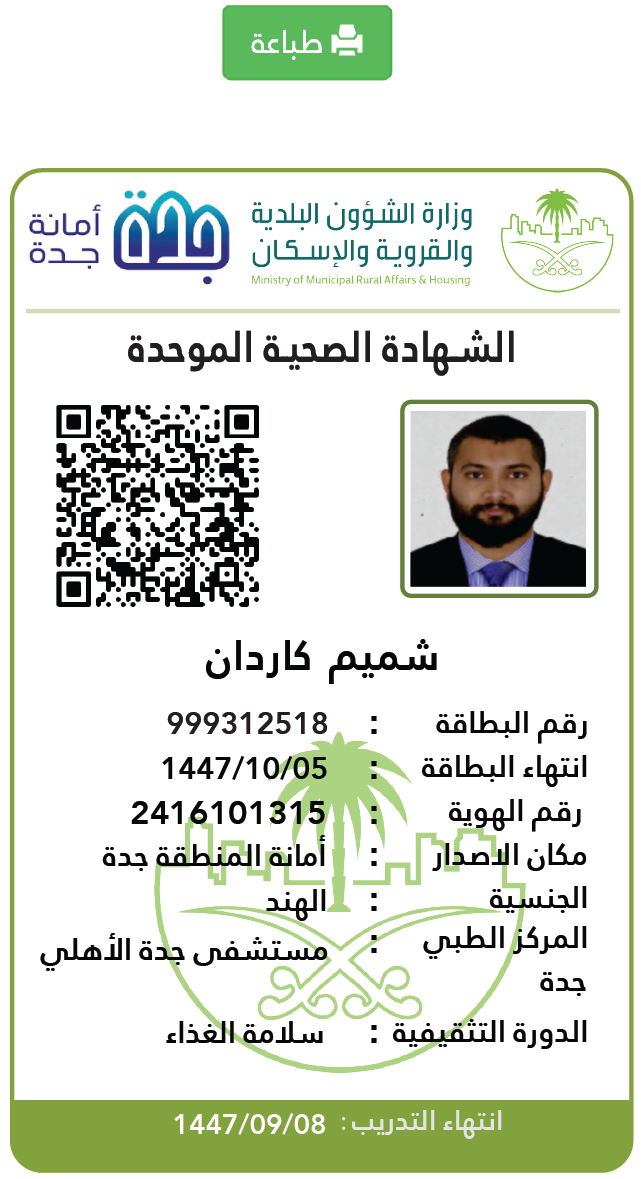 طباعة
أمانة
جدة
جدة
وزارة الشؤون البلدية
والقروية والإسكان
Ministry of Municipal Rural Affairs & Housing
الشهادة الصحية الموحدة
شميم كاردان
رقم البطاقة : 999312518
انتهاء البطاقة : 1447/10/05
رقم الهوية : 2416101315
مكان الاصدار : أمانة المنطقة جدة
الجنسية : الهند
المركز الطبي : مستشفى جدة الأهلي
جدة
الدورة التثقيفية : سلامة الغذاء
انتهاء التدريب : 1447/09/08